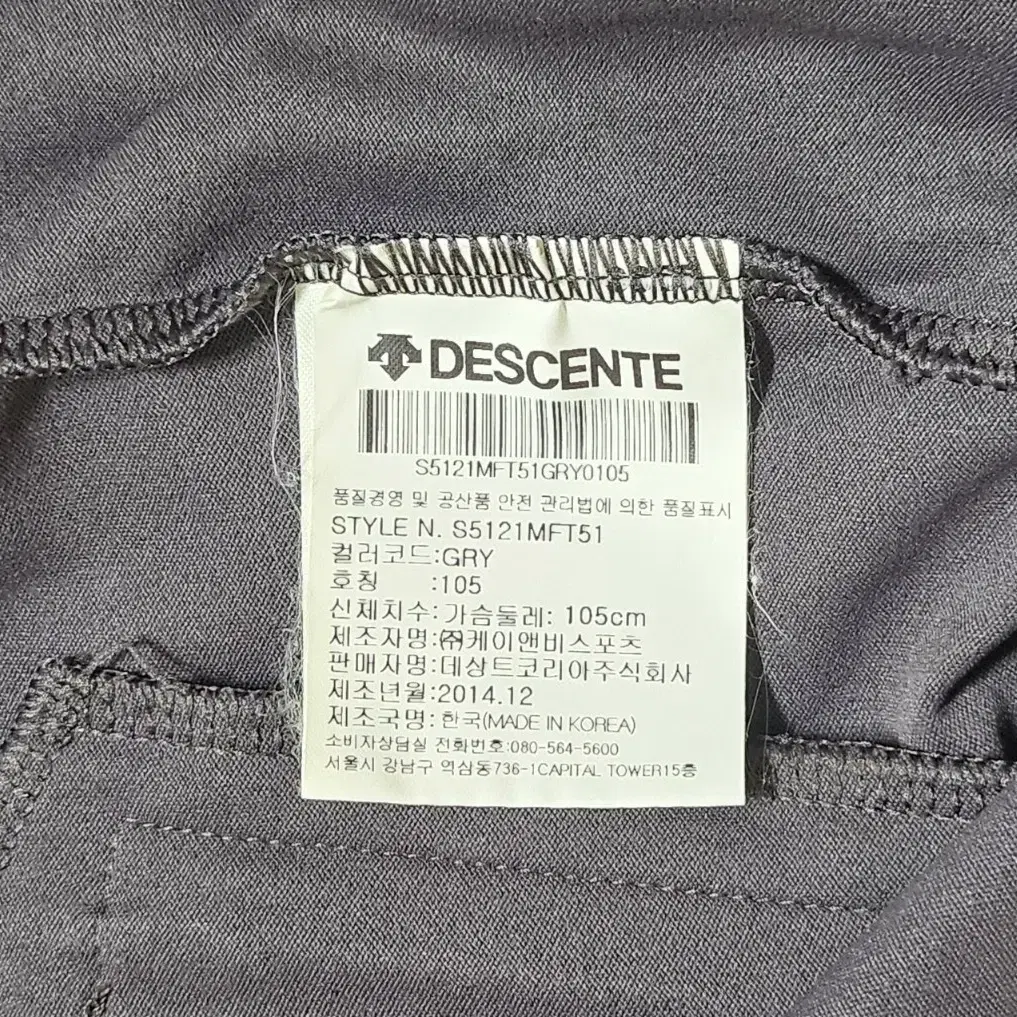 DESCENTE
S5121MFT51GRY0105
품질경영 및 공산품 안전 관리법에 의한 품질표시
STYLE N. S5121MFT51
컬러코드:GRY
호칭 :105
신체치수:가슴둘레: 105cm
제조자명:㈜케이앤비스포츠
판매자명:데상트코리아주식회사
제조년월:2014.12
제조국명: 한국(MADE IN KOREA)
소비자상담실 전화번호:080-564-5600
서울시 강남구 역삼동736-1CAPITAL TOWER15층